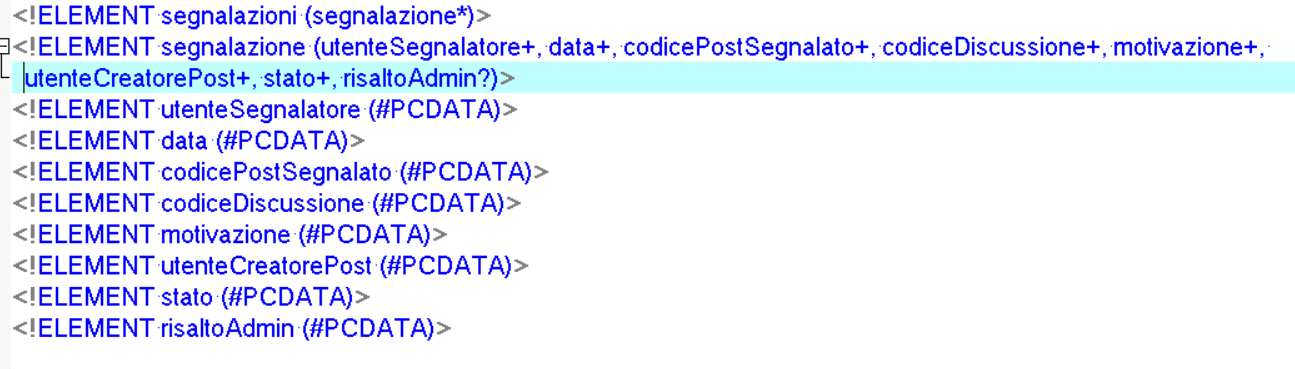 <!ELEMENT segnalazioni (segnalazione*)>
<!ELEMENT segnalazione (utenteSegnalatore+, data+, codicePostSegnalato+, codiceDiscussione+, motivazione+,
utenteCreatorePost+, stato+, risaltoAdmin?)>
<!ELEMENT utenteSegnalatore (#PCDATA)>
<!ELEMENT data (#PCDATA)>
<!ELEMENT codicePostSegnalato (#PCDATA)>
<!ELEMENT codiceDiscussione (#PCDATA)>
<!ELEMENT motivazione (#PCDATA)>
<!ELEMENT utenteCreatorePost (#PCDATA)>
<!ELEMENT stato (#PCDATA)>
<!ELEMENT risaltoAdmin (#PCDATA)>